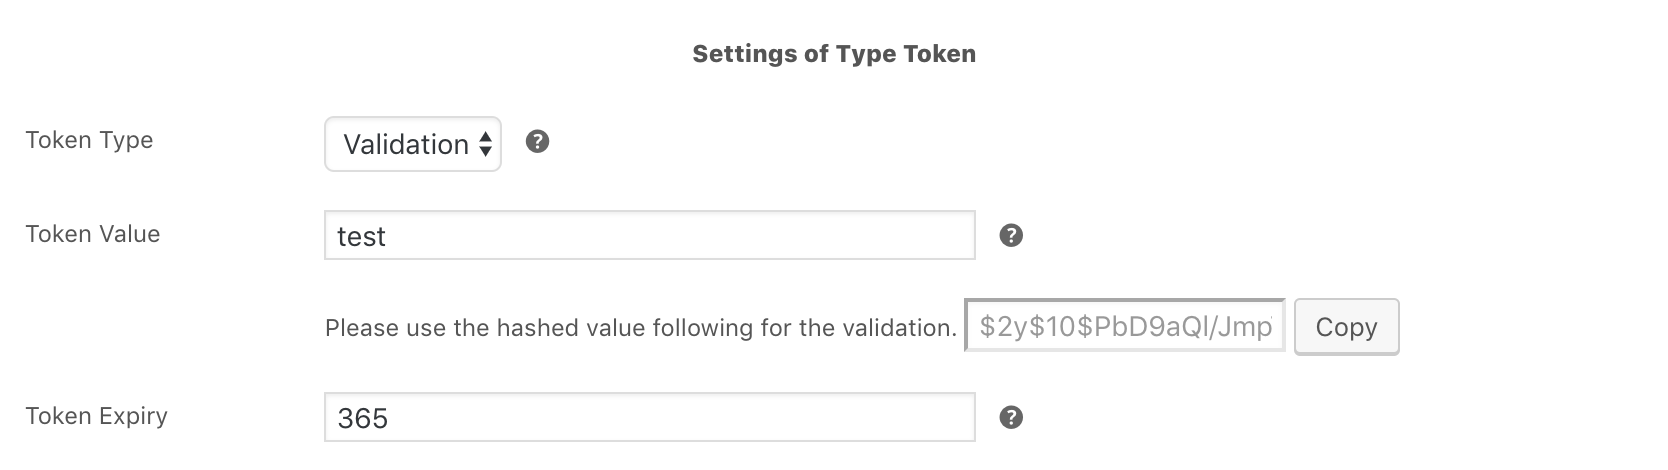 Settings of Type Token
Token Type Validation ?
Token Value test ?
Please use the hashed value following for the validation. $2y$10$PbD9aQl/Jmp Copy
Token Expiry 365 ?